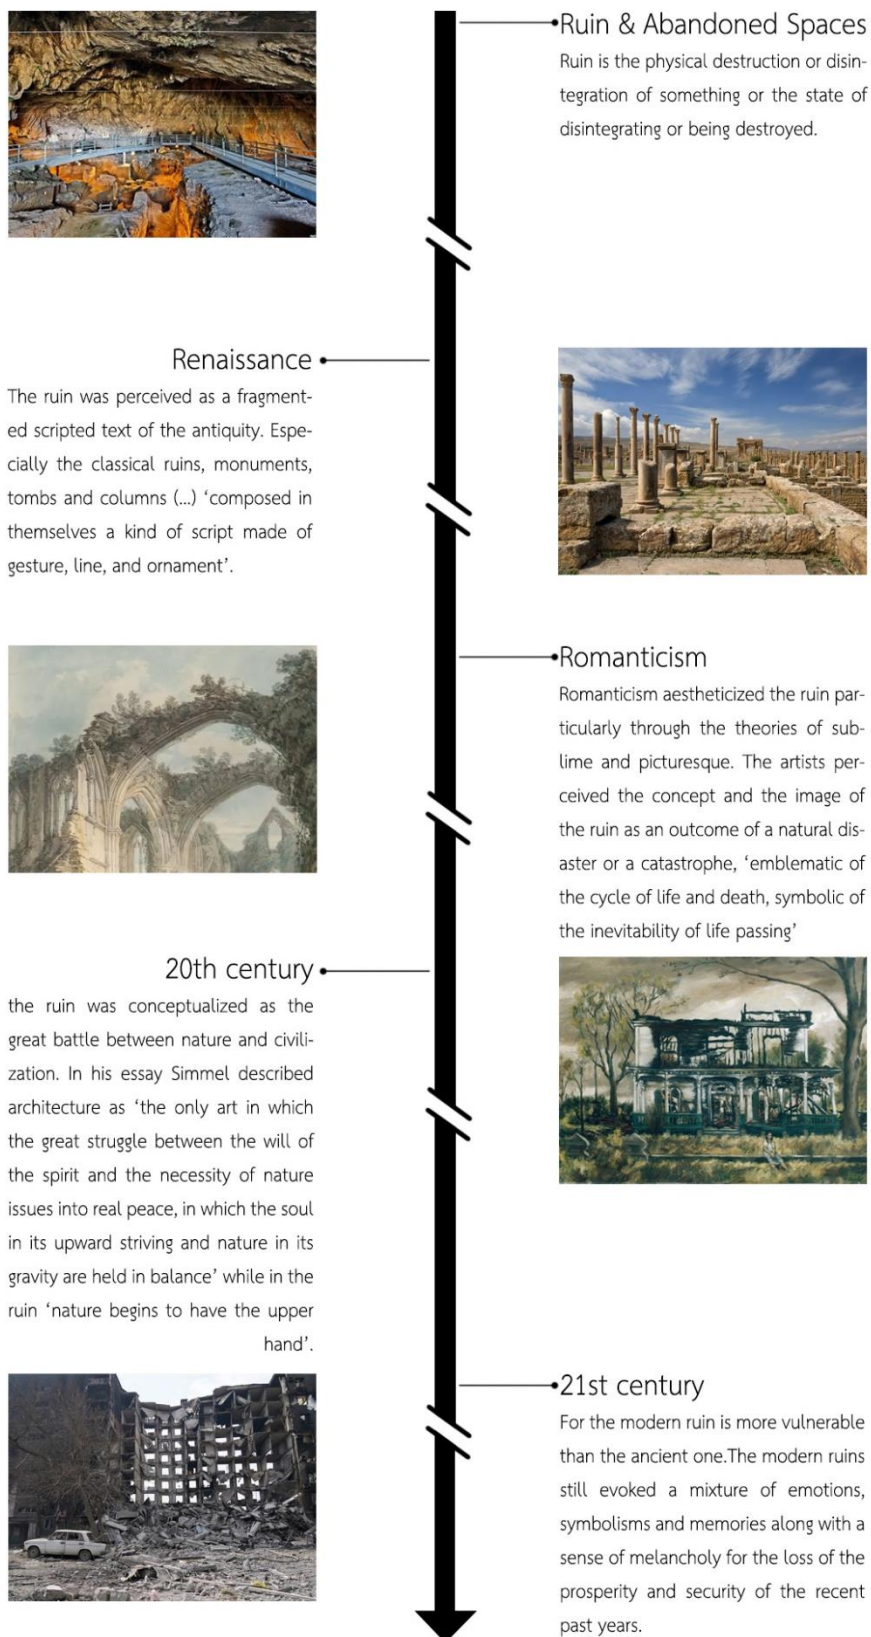 Ruin & Abandoned Spaces
Ruin is the physical destruction or disin-
tegration of something or the state of
disintegrating or being destroyed.
Renaissance
The ruin was perceived as a fragment-
ed scripted text of the antiquity. Espe-
cially the classical ruins, monuments,
tombs and columns (...) ‘composed in
themselves a kind of script made of
gesture, line, and ornament’.
Romanticism
Romanticism aestheticized the ruin par-
ticularly through the theories of sub-
lime and picturesque. The artists per-
ceived the concept and the image of
the ruin as an outcome of a natural dis-
aster or a catastrophe, ‘emblematic of
the cycle of life and death, symbolic of
the inevitability of life passing’
20th century
the ruin was conceptualized as the
great battle between nature and civili-
zation. In his essay Simmel described
architecture as ‘the only art in which
the great struggle between the will of
the spirit and the necessity of nature
issues into real peace, in which the soul
in its upward striving and nature in its
gravity are held in balance’ while in the
ruin ‘nature begins to have the upper
hand’.
21st century
For the modern ruin is more vulnerable
than the ancient one.The modern ruins
still evoked a mixture of emotions,
symbolisms and memories along with a
sense of melancholy for the loss of the
prosperity and security of the recent
past years.